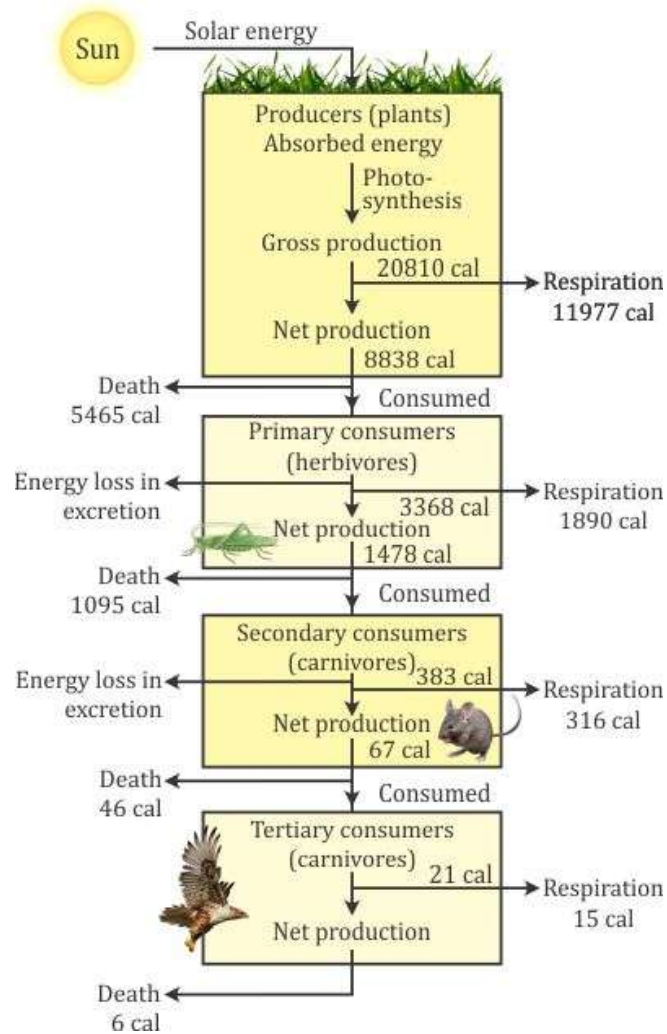 Solar energy
Sun
Producers (plants)
Absorbed energy
Photo-
synthesis
Gross production
20810 cal
Respiration
11977 cal
Net production
8838 cal
Death
5465 cal
Consumed
Primary consumers
(herbivores)
Energy loss in
excretion
3368 cal
Respiration
1890 cal
Net production
1478 cal
Death
1095 cal
Consumed
Secondary consumers
(carnivores)
383 cal
Energy loss in
excretion
Respiration
316 cal
Net production
67 cal
Death
46 cal
Consumed
Tertiary consumers
(carnivores)
21 cal
Respiration
15 cal
Net production
Death
6 cal